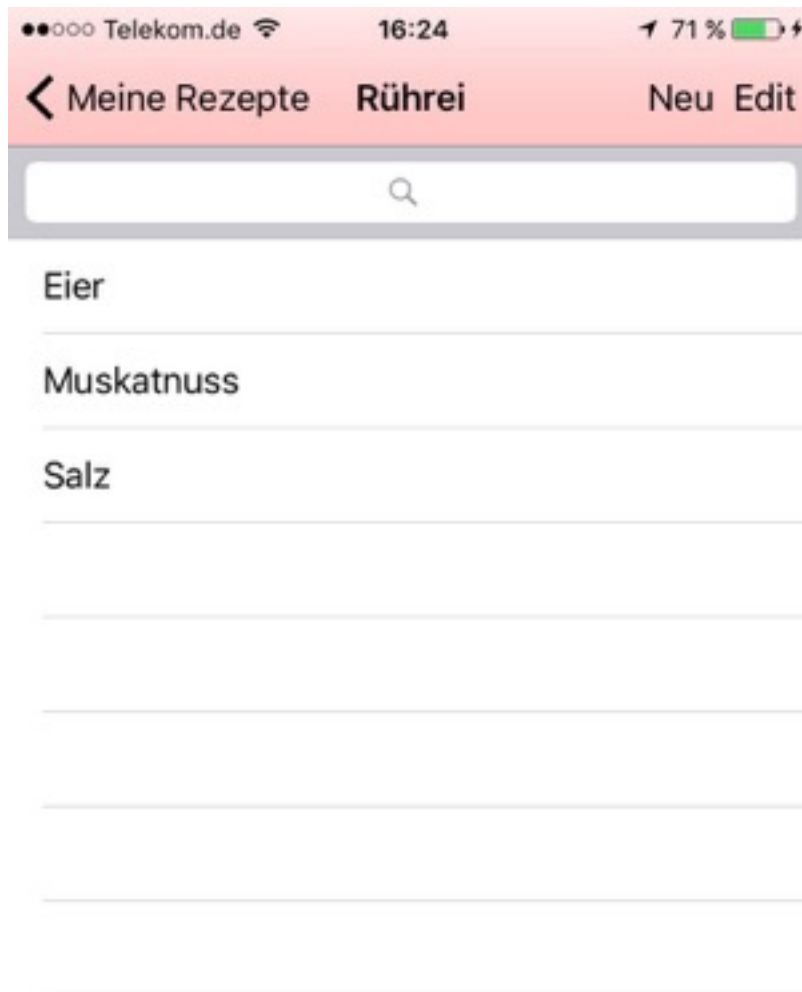 Telekom.de 16:24 71 %
Meine Rezepte Rührei Neu Edit
Eier
Muskatnuss
Salz